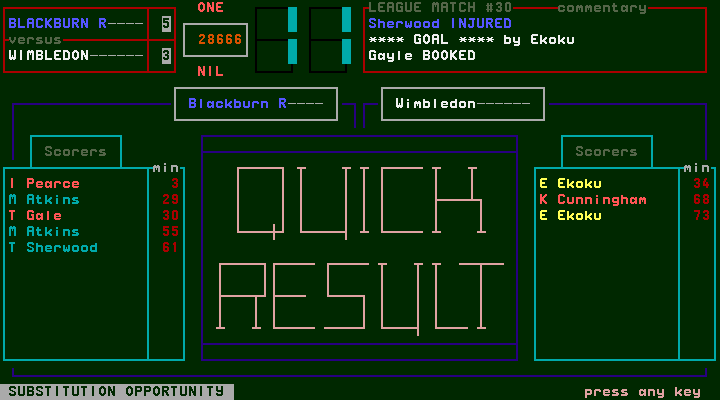 ONE
LEAGUE MATCH #30 commentary
BLACKBURN R---- 5
Sherwood INJURED
versus
28666
**** GOAL **** by Ekoku
WIMBLEDON------ 3
Gayle BOOKED
NIL
Blackburn R----
Wimbledon------
Scorers
Scorers
min
min
I Pearce 3
M Atkins 29
T Gale 30
M Atkins 55
T Sherwood 61
QUICK
RESULT
E Ekoku 34
K Cunningham 68
E Ekoku 73
SUBSTITUTION OPPORTUNITY
press any key